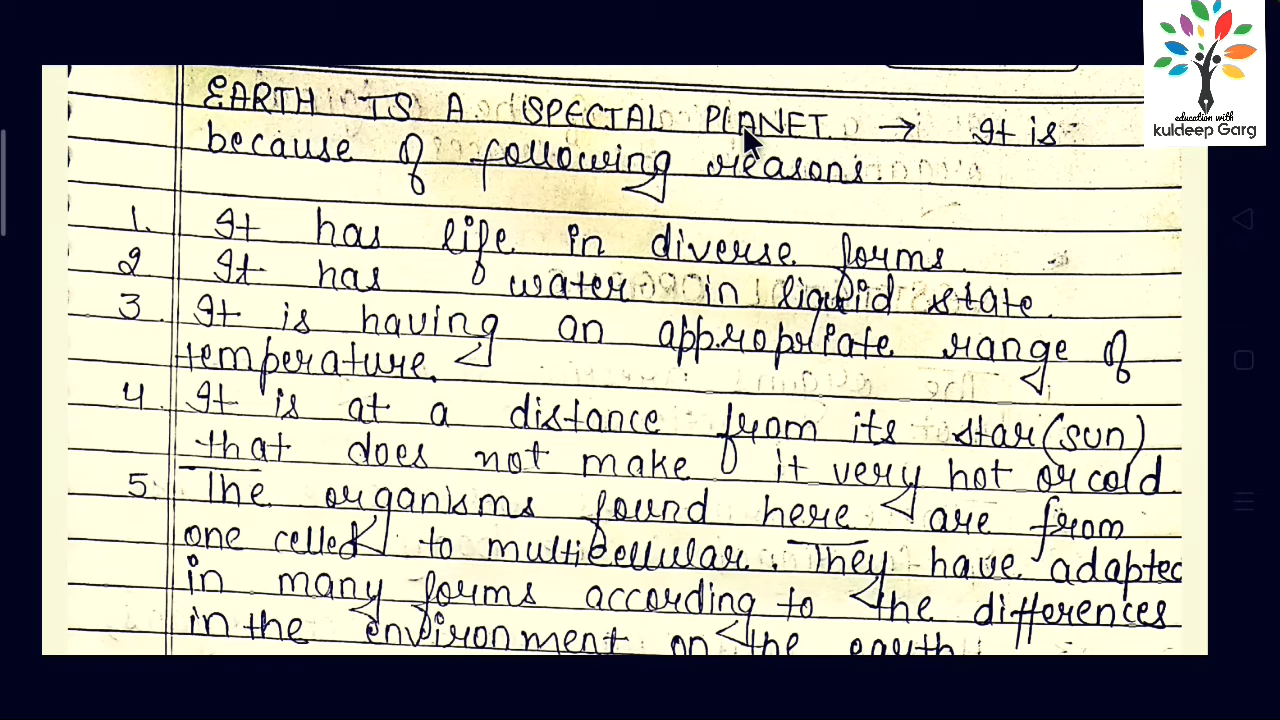 education with
kuldeep Garg
EARTH IS A SPECIAL PLANET → It is
because of following reasons
1. It has life in diverse forms.
2 It has water in liquid state.
3. It is having an appropriate range of
temperature.
4. It is at a distance from its star (sun)
that does not make it very hot or cold.
5. The organisms found here are from
one celled to multicellular. They have adapted
in many forms according to the differences
in the environment on the earth.